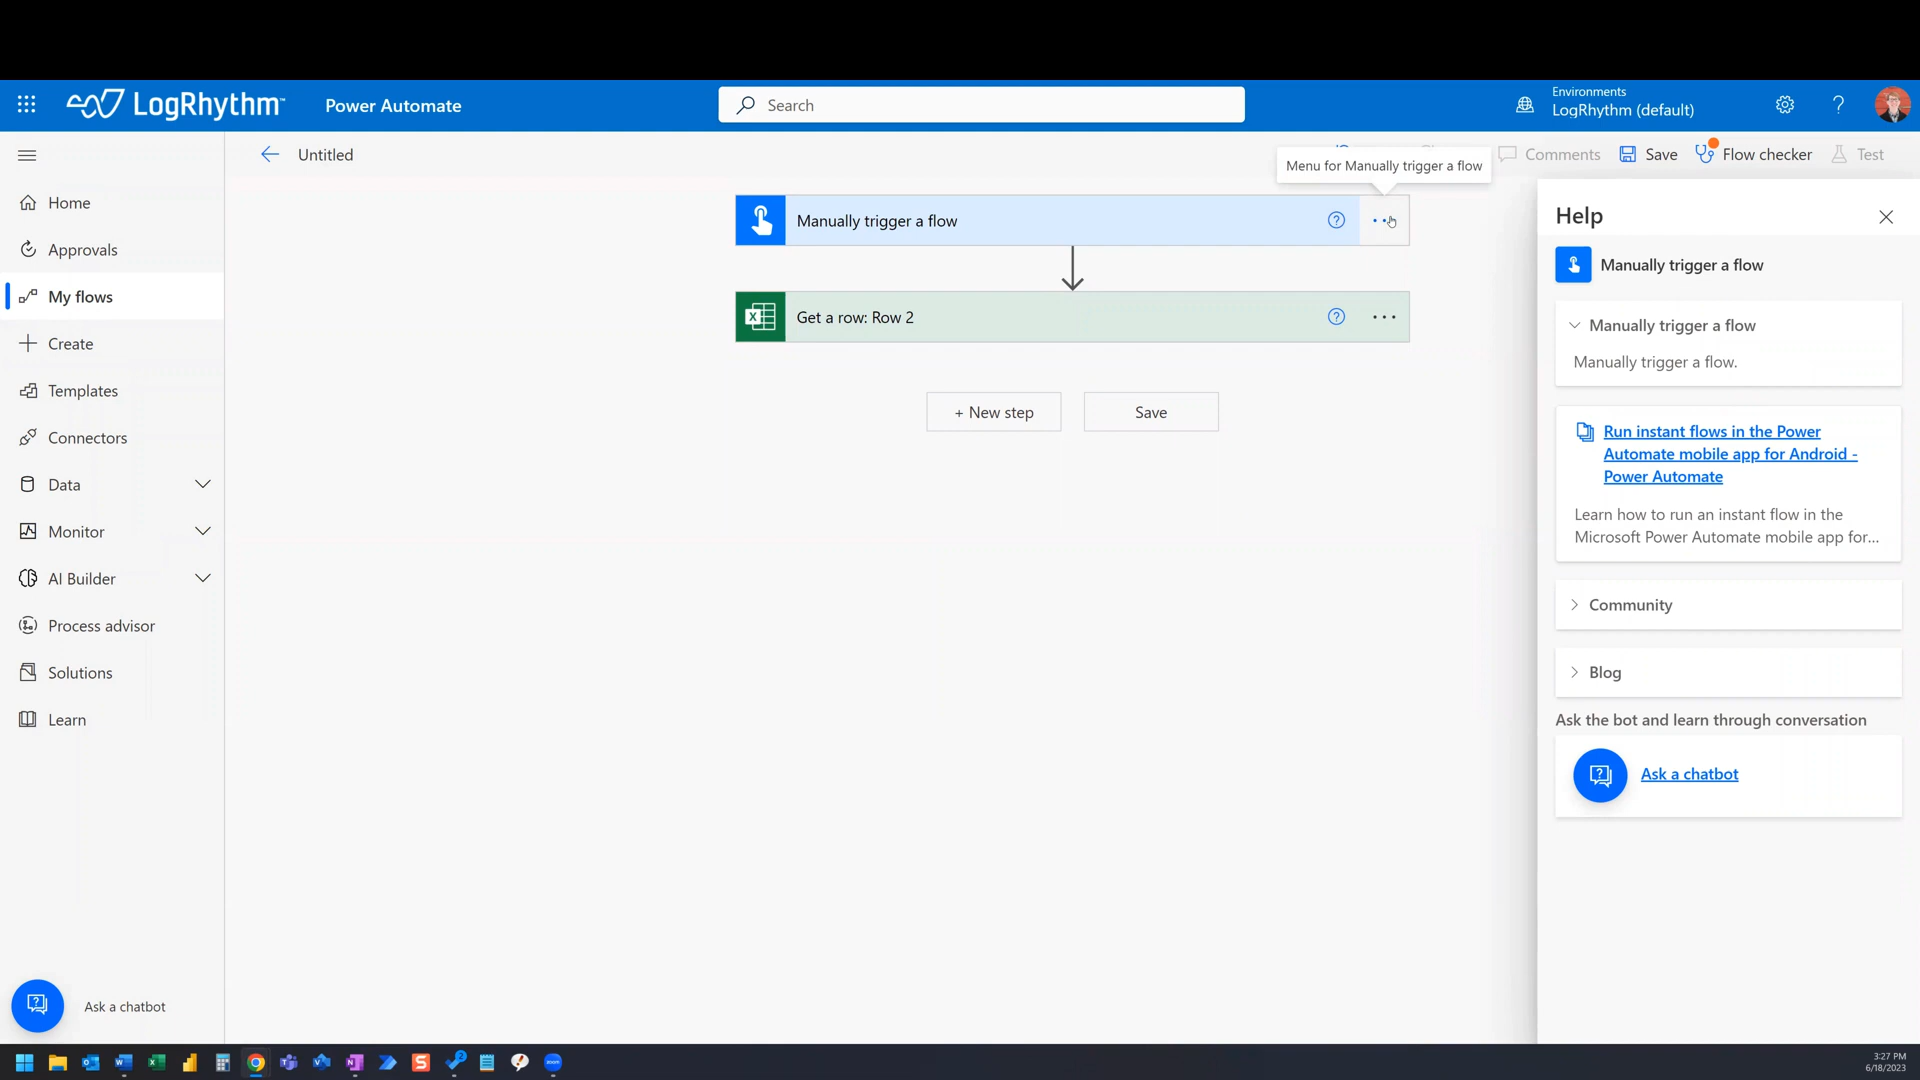 LogRhythm™
Power Automate
Search
Environments
LogRhythm (default)
Untitled
Menu for Manually trigger a flow
Comments
Save
Flow checker
Test
Home
Approvals
My flows
Create
Templates
Connectors
Data
Monitor
AI Builder
Process advisor
Solutions
Learn
Ask a chatbot
Manually trigger a flow
Get a row: Row 2
+ New step
Save
Help
Manually trigger a flow
Manually trigger a flow
Manually trigger a flow.
Run instant flows in the Power
Automate mobile app for Android -
Power Automate
Learn how to run an instant flow in the
Microsoft Power Automate mobile app for...
Community
Blog
Ask the bot and learn through conversation
Ask a chatbot
3:27 PM
6/18/2023